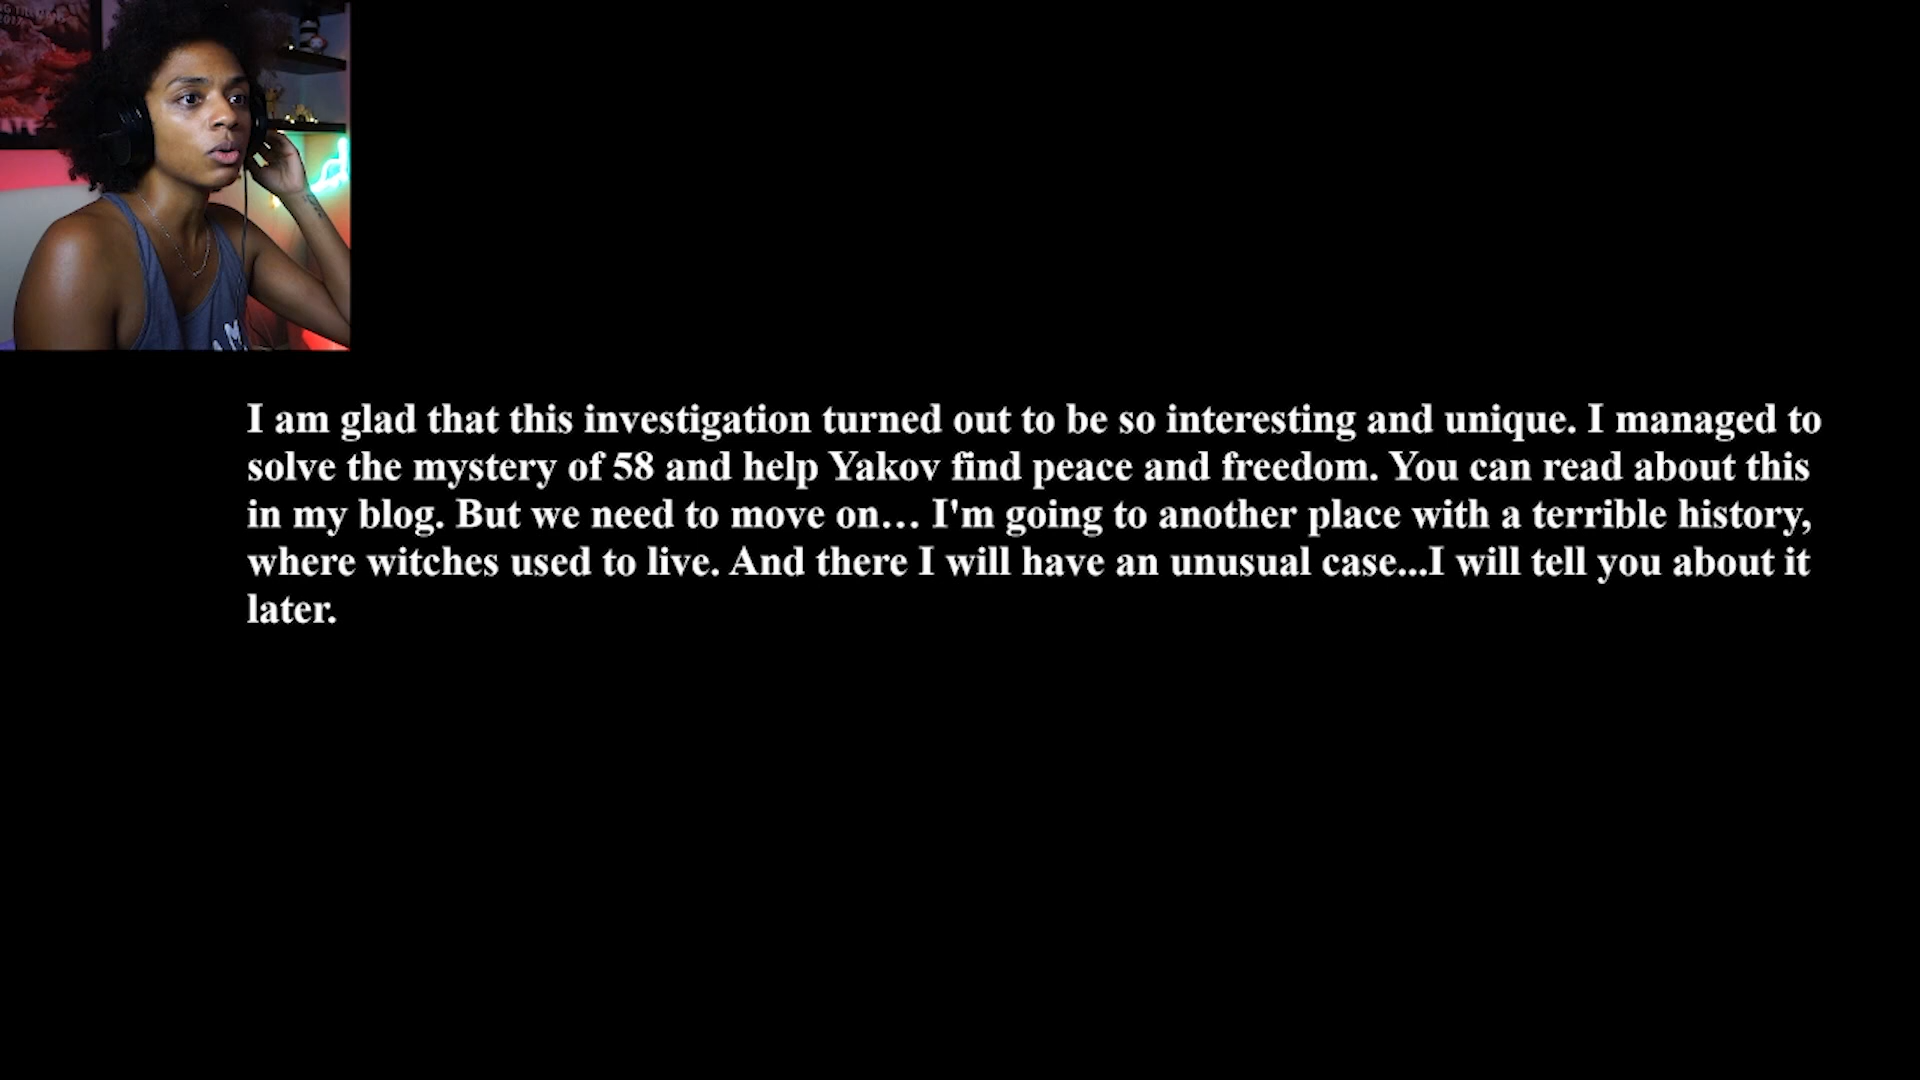 I am glad that this investigation turned out to be so interesting and unique. I managed to
solve the mystery of 58 and help Yakov find peace and freedom. You can read about this
in my blog. But we need to move on… I'm going to another place with a terrible history,
where witches used to live. And there I will have an unusual case...I will tell you about it
later.